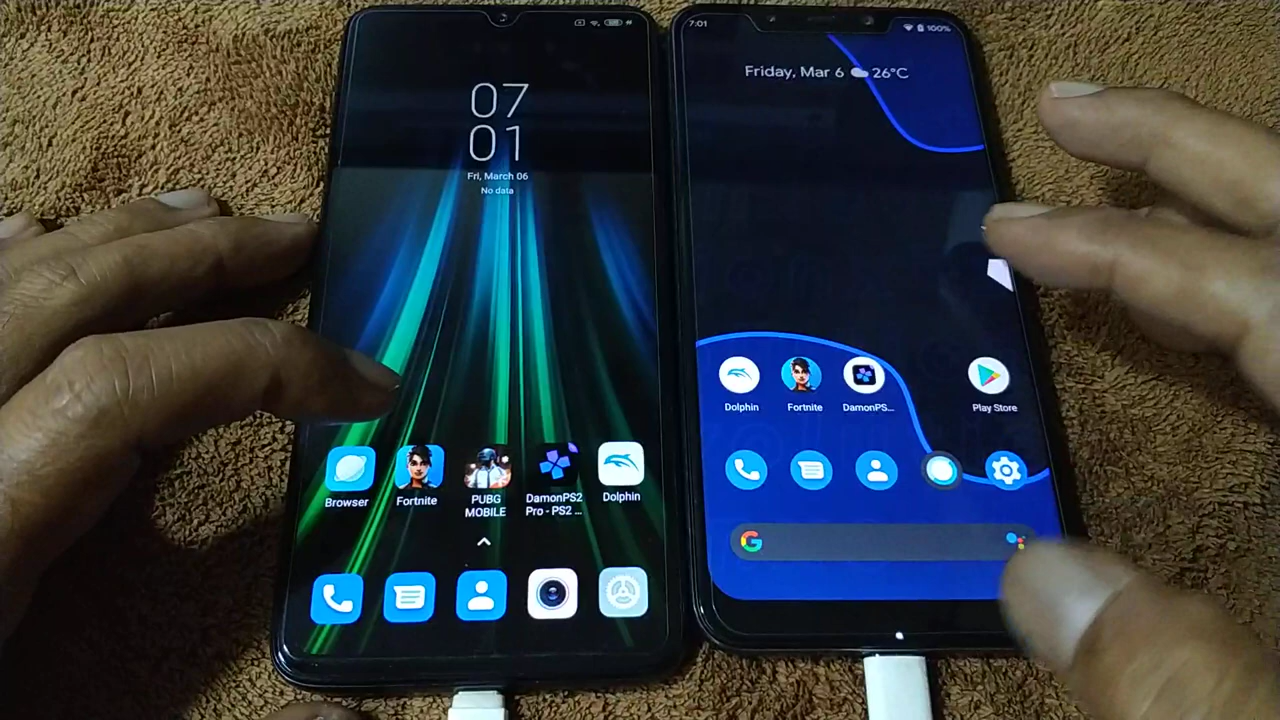 07
01
Fri, March 06
No data
Browser
Fortnite
PUBG
MOBILE
DamonPS2
Pro - PS2 ...
Dolphin
7:01
100%
Friday, Mar 6 26°C
Dolphin
Fortnite
DamonPS...
Play Store
G